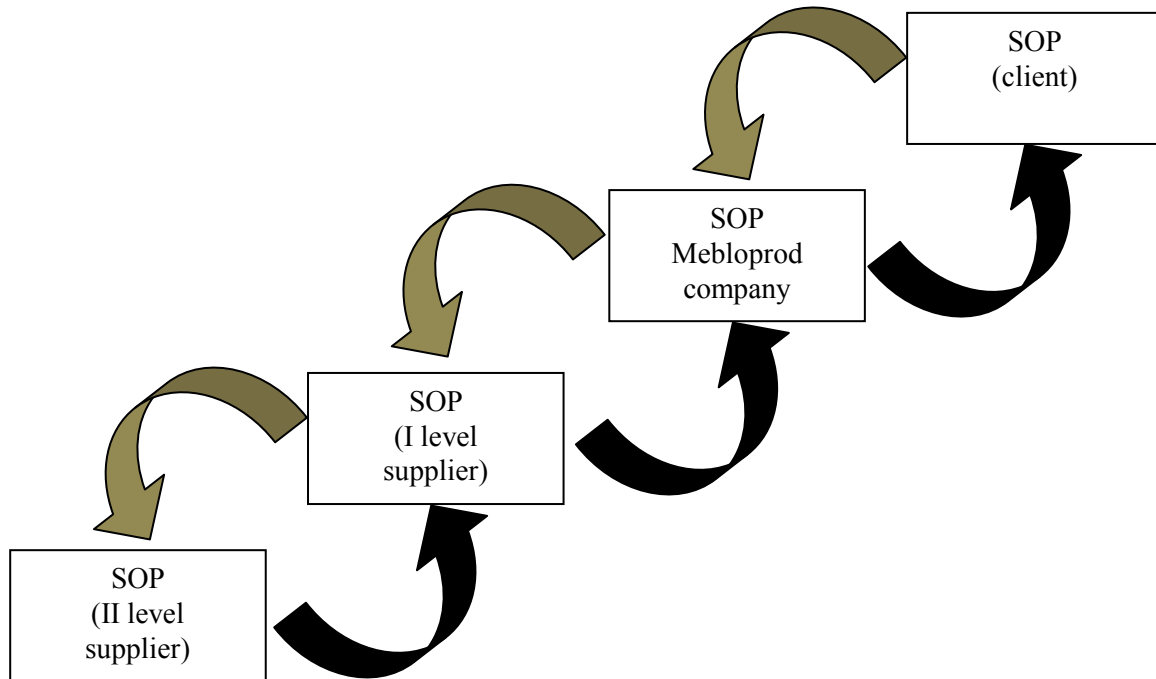 SOP
(client)
SOP
Mebloprod
company
SOP
(I level
supplier)
SOP
(II level
supplier)